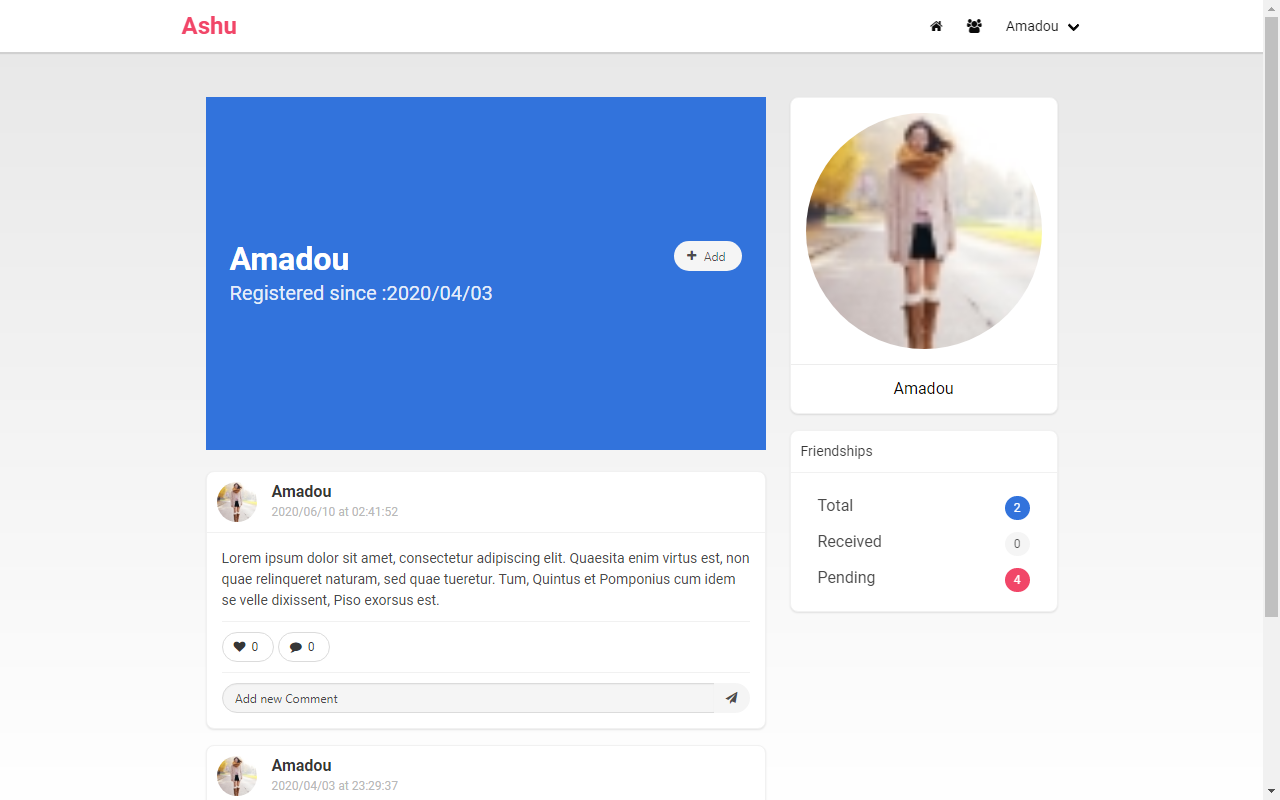 Ashu
Amadou
Amadou
Registered since :2020/04/03
Add
Amadou
Friendships
Total 2
Received 0
Pending 4
Amadou
2020/06/10 at 02:41:52
Lorem ipsum dolor sit amet, consectetur adipiscing elit. Quaesita enim virtus est, non
quae relinqueret naturam, sed quae tueretur. Tum, Quintus et Pomponius cum idem
se velle dixissent, Piso exorsus est.
0 0
Add new Comment
Amadou
2020/04/03 at 23:29:37